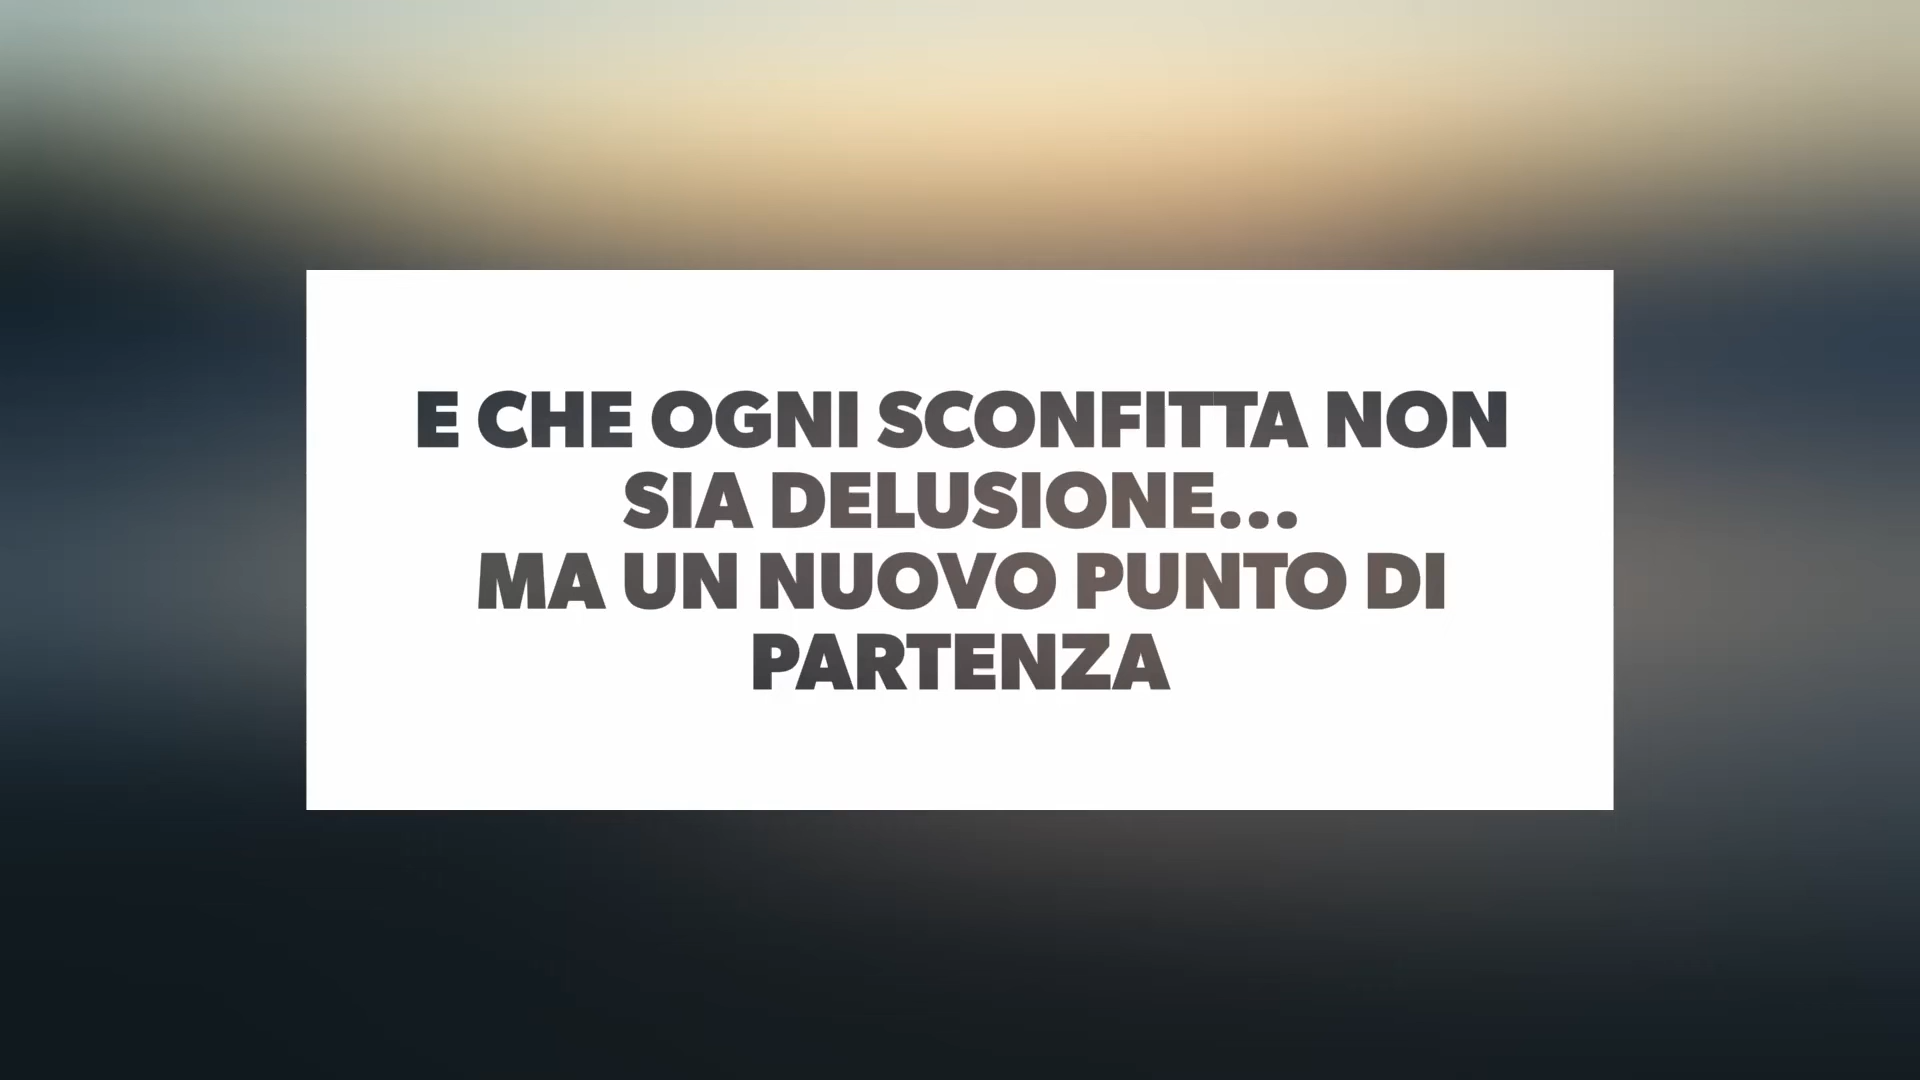 E CHE OGNI SCONFITTA NON
SIA DELUSIONE...
MA UN NUOVO PUNTO DI
PARTENZA